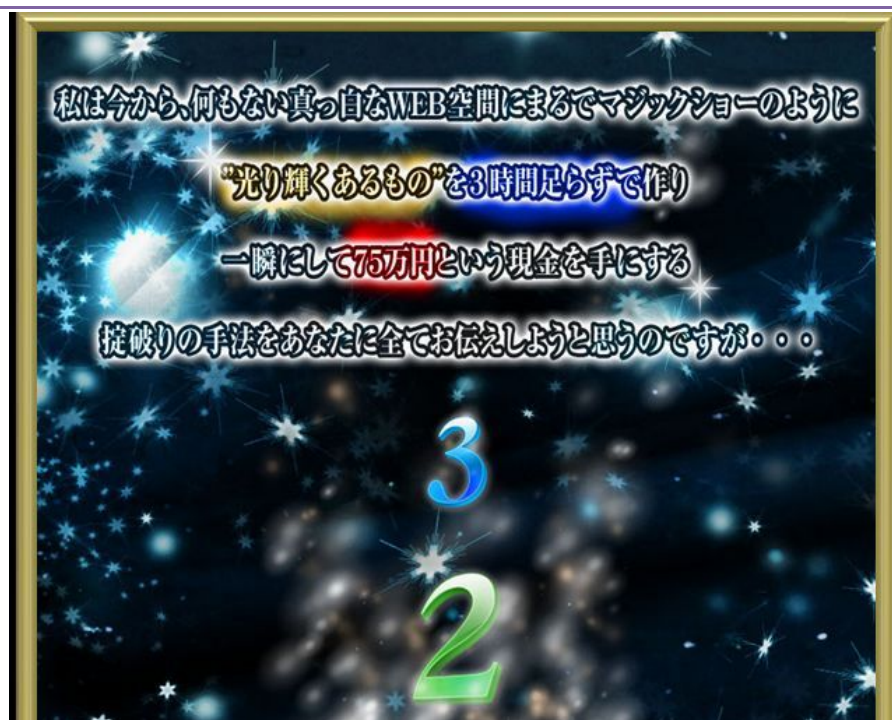 私は今から、何もない真っ白なWEB空間にまるでマジックショーのように
”光り輝くあるもの”を3時間足らずで作り
一瞬にして75万円という現金を手にする
掟破りの手法をあなたに全てお伝えしようと思うのですが・・・
3
2